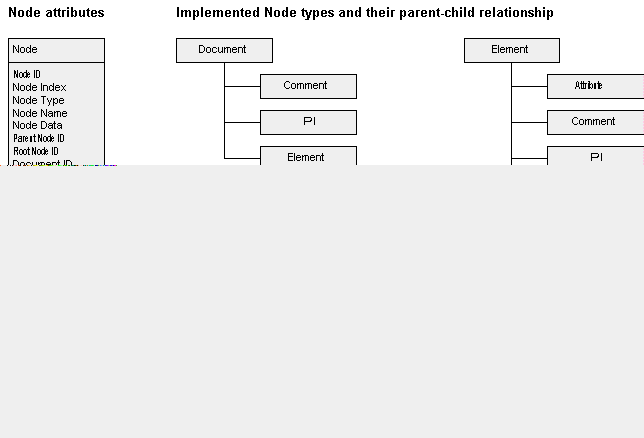 Node attributes
Implemented Node types and their parent-child relationship
Node
Node ID
Node Index
Node Type
Node Name
Node Data
Parent Node ID
Root Node ID
Document ID
Document
Comment
PI
Element
Element
Attribute
Comment
PI